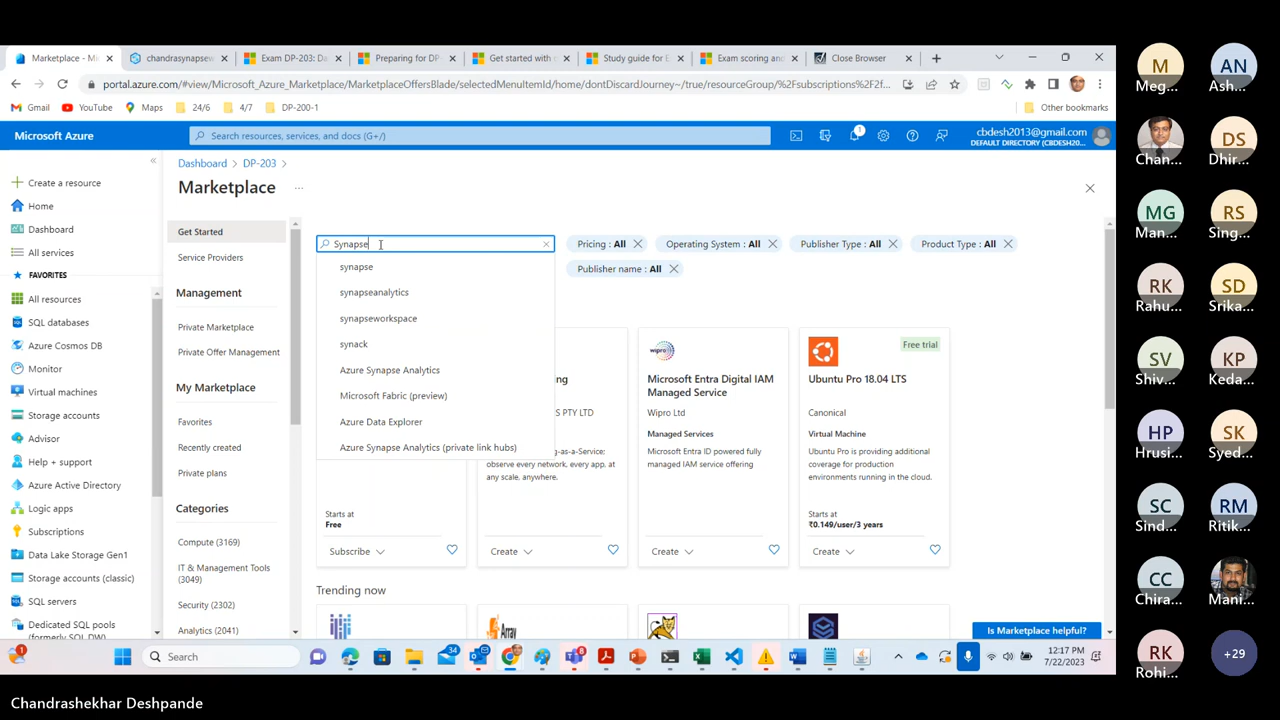 Marketplace - Mi
chandrasynapsew
Exam DP-203: Da
Preparing for DP-
Get started with
Study guide for E
Exam scoring an
Close Browser
portal.azure.com/#view/Microsoft_Azure_Marketplace/MarketplaceOffersBlade/selectedMenuItemId/home/dontDiscardJourney~/true/resourceGroup/%2Fsubscriptions%2F2f...
Gmail
YouTube
Maps
24/6
4/7
DP-200-1
Other bookmarks
Microsoft Azure
Search resources, services, and docs (G+/)
1
cbdesh2013@gmail.com
DEFAULT DIRECTORY (CBDESH20...
Create a resource
Home
Dashboard
All services
FAVORITES
All resources
SQL databases
Azure Cosmos DB
Monitor
Virtual machines
Storage accounts
Advisor
Help + support
Azure Active Directory
Logic apps
Subscriptions
Data Lake Storage Gen1
Storage accounts (classic)
SQL servers
Dedicated SQL pools
(formerly SQL DW)
Dashboard > DP-203 >
Marketplace ...
Get Started
Service Providers
Management
Private Marketplace
Private Offer Management
My Marketplace
Favorites
Recently created
Private plans
Categories
Compute (3169)
IT & Management Tools
(3049)
Security (2302)
Analytics (2041)
Synapse
synapse
synapseanalytics
synapseworkspace
synack
Azure Synapse Analytics
Microsoft Fabric (preview)
Azure Data Explorer
Azure Synapse Analytics (private link hubs)
Pricing : All
Operating System : All
Publisher Type : All
Product Type : All
Publisher name : All
Starts at
Free
Subscribe
ng
S PTY LTD
ng-as-a-Service;
observe every network, every app, at
any scale, anywhere.
Create
wipro
Microsoft Entra Digital IAM
Managed Service
Wipro Ltd
Managed Services
Microsoft Entra ID powered fully
managed IAM service offering
Create
Free trial
Ubuntu Pro 18.04 LTS
Canonical
Virtual Machine
Ubuntu Pro is providing additional
coverage for production
environments running in the cloud.
Starts at
₹0.149/user/3 years
Create
Trending now
Array
Is Marketplace helpful?
1
Search
34
8
12:17 PM
7/22/2023
Chandrashekhar Deshpande
M
Meg...
AN
Ash...
Chan...
DS
Dhir...
MG
Man...
RS
Sing...
RK
Rahu...
SD
Srika...
SV
Shiv...
KP
Keda...
HP
Hrusi...
SK
Syed...
SC
Sind...
RM
Ritik...
CC
Chira...
Mani...
RK
Rohi...
+29